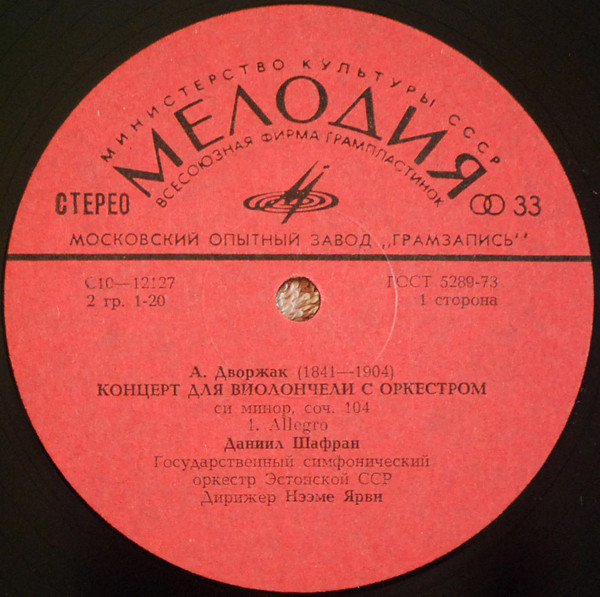 МИНИСТЕРСТВО КУЛЬТУРЫ СССР
МЕЛОДИЯ
ВСЕСОЮЗНАЯ ФИРМА ГРАМПЛАСТИНОК
СТЕРЕО 33
МОСКОВСКИЙ ОПЫТНЫЙ ЗАВОД „ГРАМЗАПИСЬ"
С10—12127 ГОСТ 5289-73
2 гр. 1-20 1 сторона
А. Дворжак (1841—1904)
КОНЦЕРТ ДЛЯ ВИОЛОНЧЕЛИ С ОРКЕСТРОМ
си минор, соч. 104
1. Allegro
Даниил Шафран
Государственный симфонический
оркестр Эстонской ССР
Дирижер Нээме Ярви